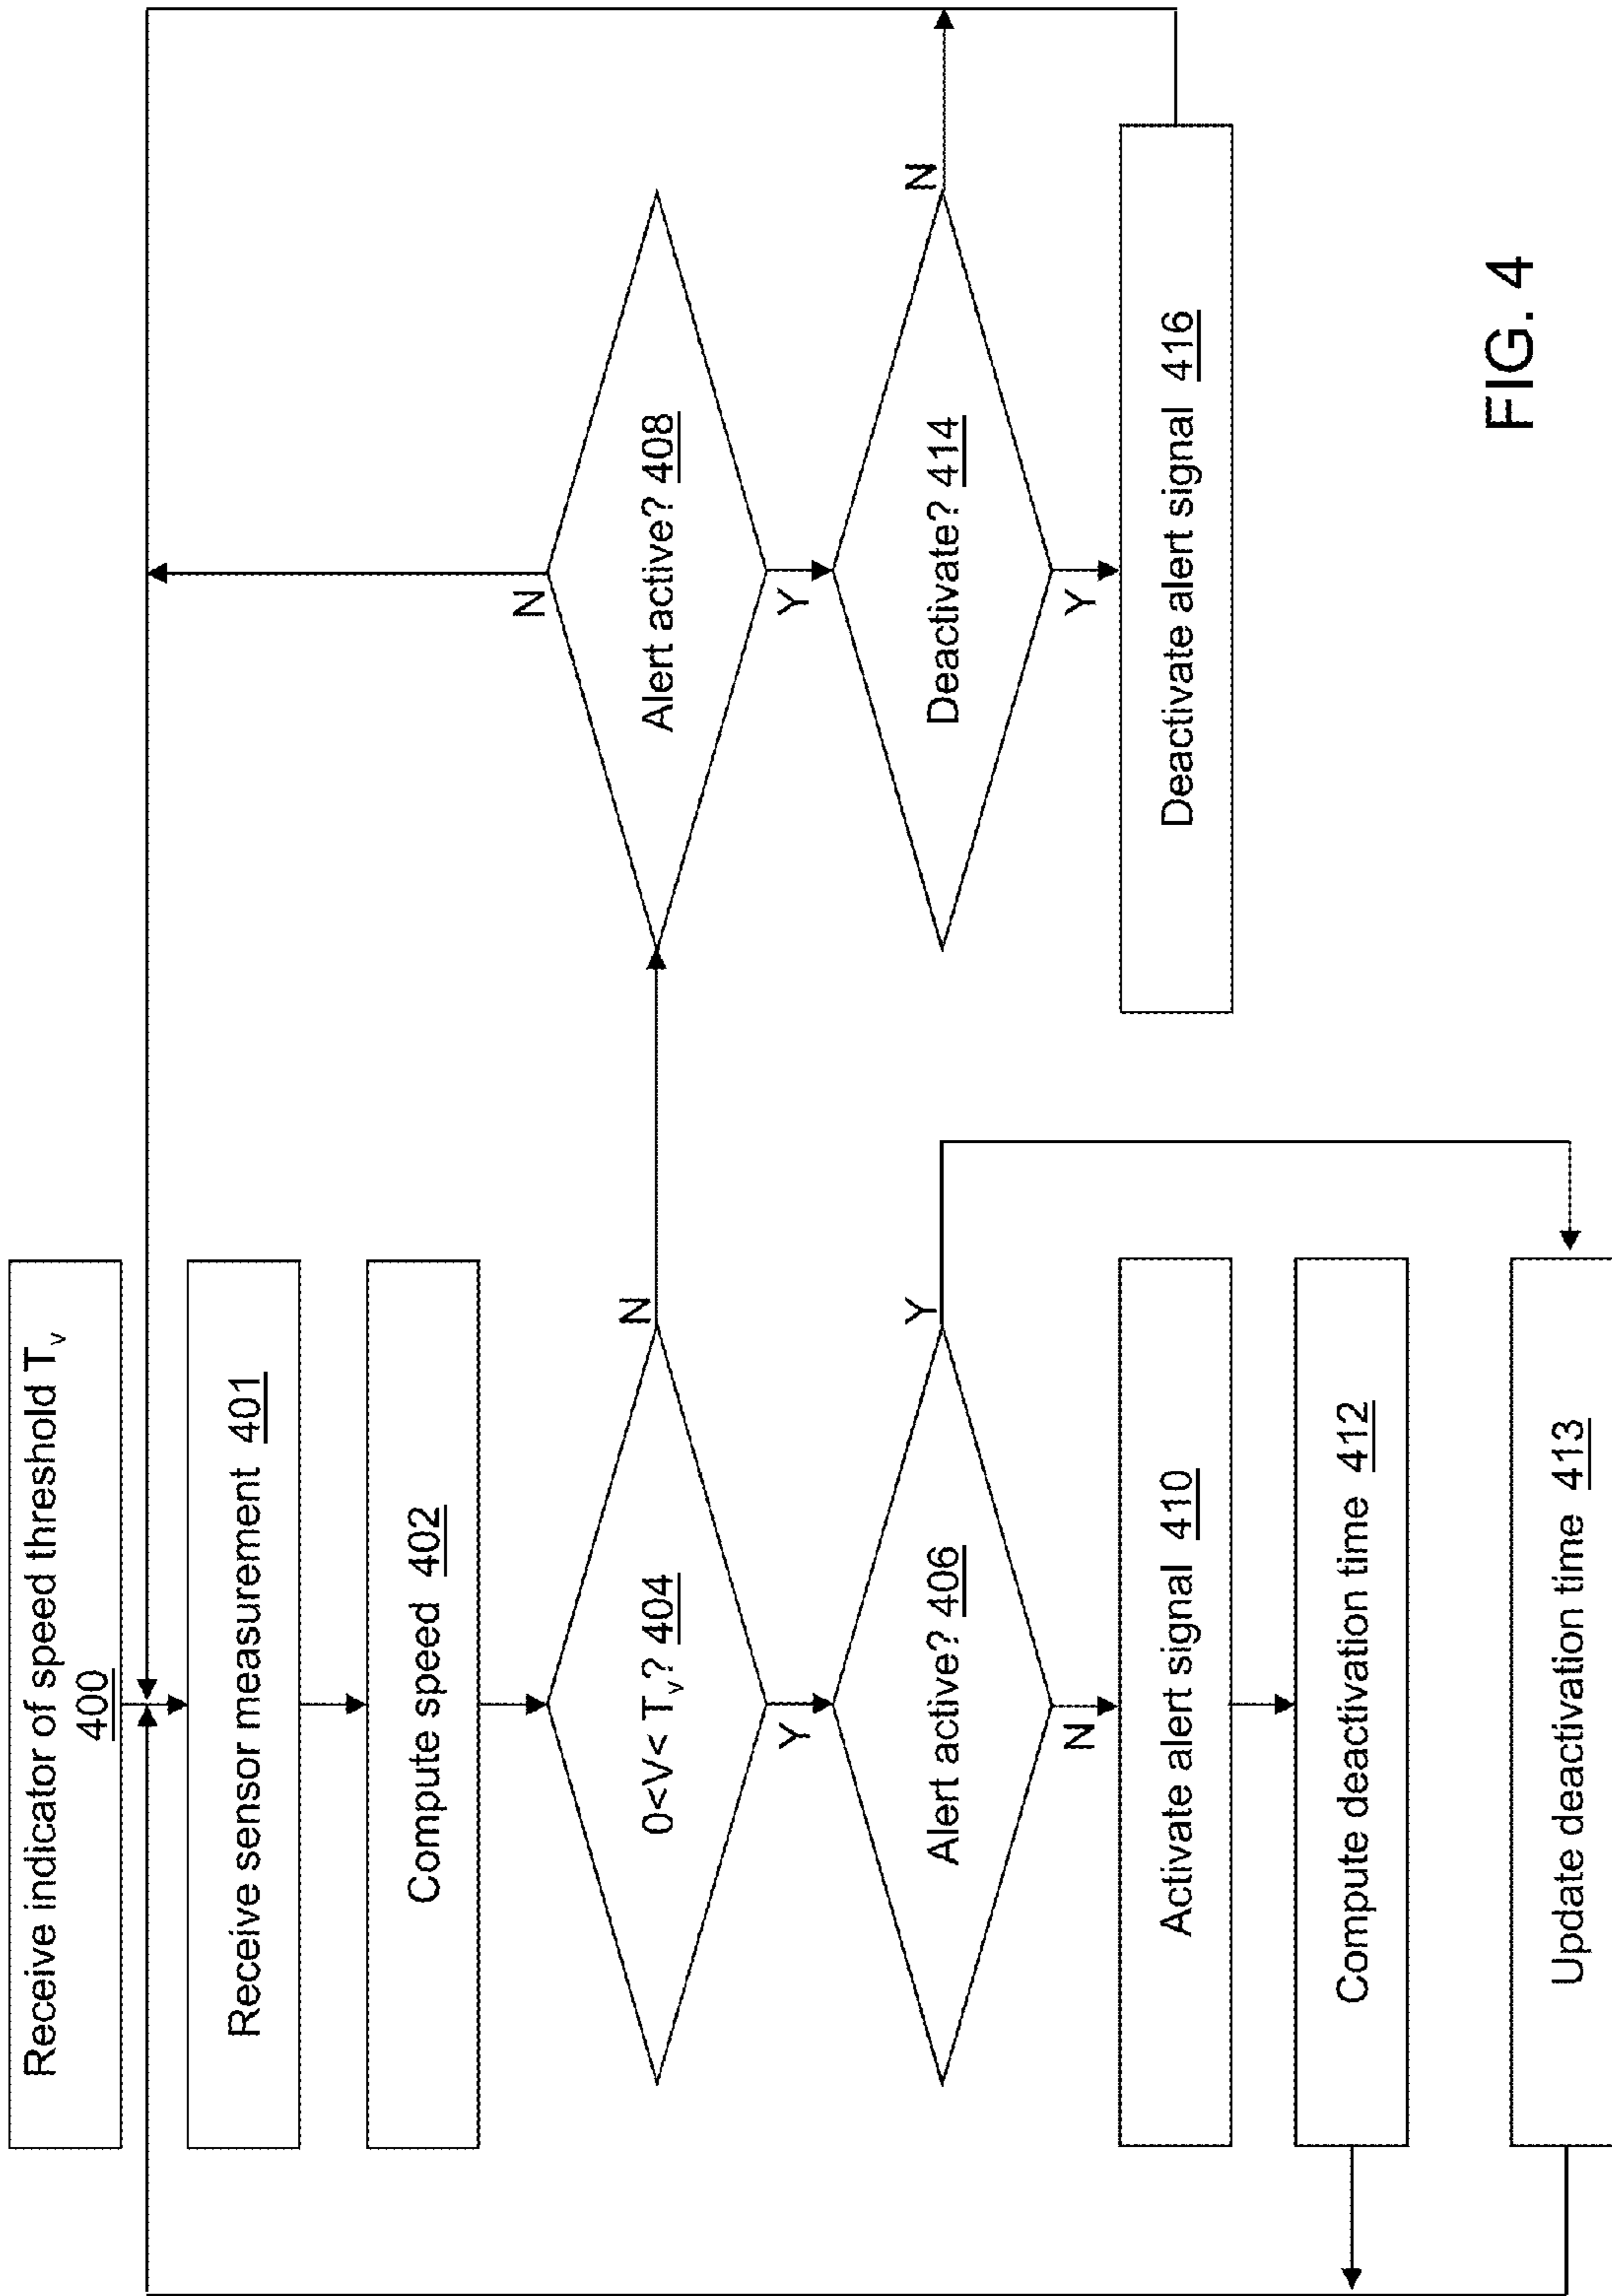 Receive indicator of speed threshold Tᵥ
400
Receive sensor measurement 401
Compute speed 402
0<V< Tᵥ? 404
N
Y
Alert active? 408
N
Y
Alert active? 406
Y
N
Deactivate? 414
N
Y
Activate alert signal 410
Deactivate alert signal 416
Compute deactivation time 412
Update deactivation time 413
FIG. 4